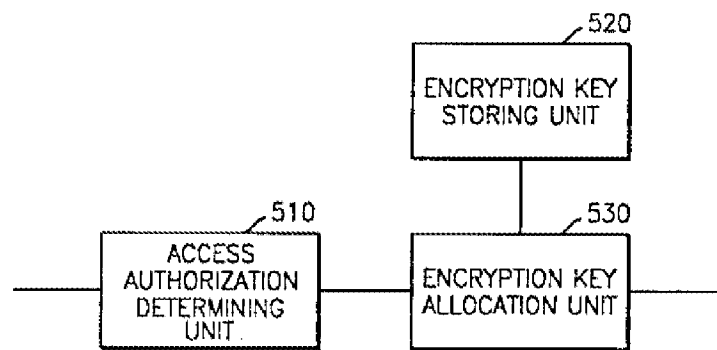 520
ENCRYPTION KEY
STORING UNIT
510
ACCESS
AUTHORIZATION
DETERMINING
UNIT
530
ENCRYPTION KEY
ALLOCATION UNIT